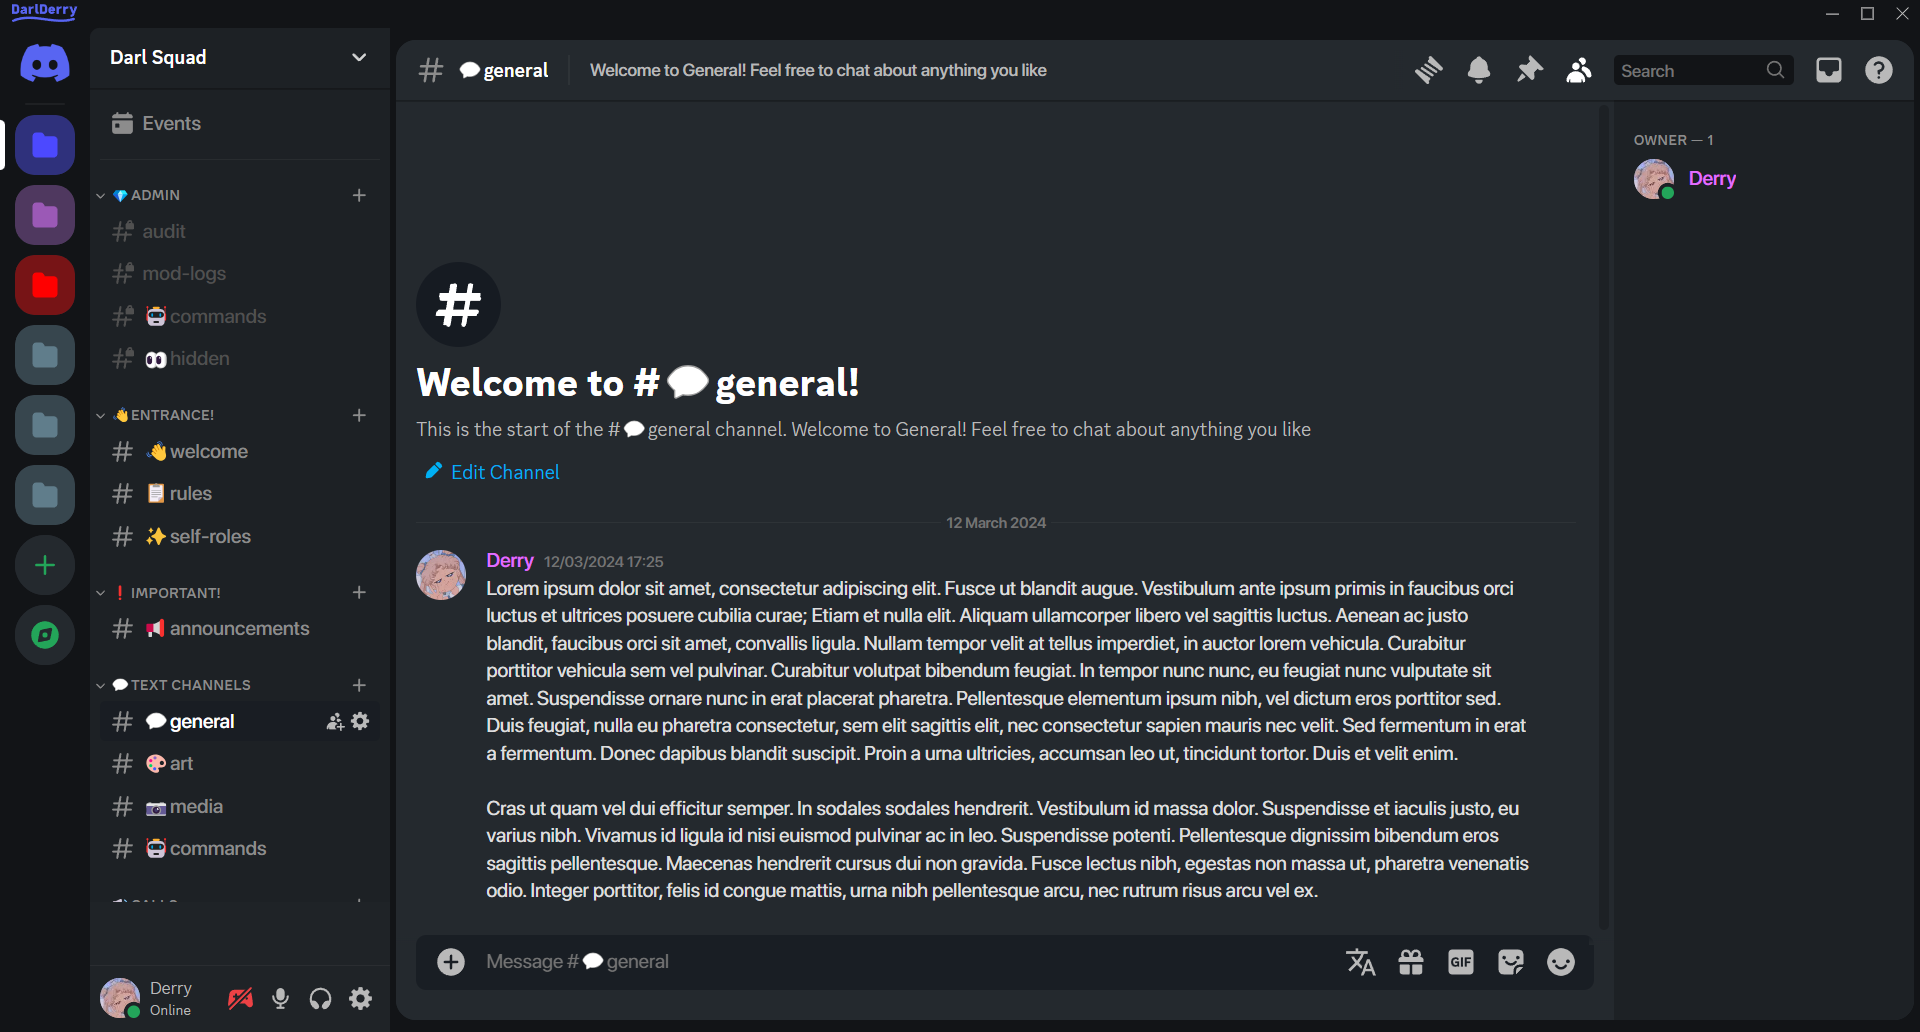 DarlDerry
Darl Squad
Events
ADMIN
audit
mod-logs
commands
hidden
ENTRANCE!
welcome
rules
self-roles
IMPORTANT!
announcements
TEXT CHANNELS
general
art
media
commands
Derry
Online
general
Welcome to General! Feel free to chat about anything you like
Search
Welcome to # general!
This is the start of the # general channel. Welcome to General! Feel free to chat about anything you like
Edit Channel
12 March 2024
Derry 12/03/2024 17:25
Lorem ipsum dolor sit amet, consectetur adipiscing elit. Fusce ut blandit augue. Vestibulum ante ipsum primis in faucibus orci
luctus et ultrices posuere cubilia curae; Etiam et nulla elit. Aliquam ullamcorper libero vel sagittis luctus. Aenean ac justo
blandit, faucibus orci sit amet, convallis ligula. Nullam tempor velit at tellus imperdiet, in auctor lorem vehicula. Curabitur
porttitor vehicula sem vel pulvinar. Curabitur volutpat bibendum feugiat. In tempor nunc nunc, eu feugiat nunc vulputate sit
amet. Suspendisse ornare nunc in erat placerat pharetra. Pellentesque elementum ipsum nibh, vel dictum eros porttitor sed.
Duis feugiat, nulla eu pharetra consectetur, sem elit sagittis elit, nec consectetur sapien mauris nec velit. Sed fermentum in erat
a fermentum. Donec dapibus blandit suscipit. Proin a urna ultricies, accumsan leo ut, tincidunt tortor. Duis et velit enim.
Cras ut quam vel dui efficitur semper. In sodales sodales hendrerit. Vestibulum id massa dolor. Suspendisse et iaculis justo, eu
varius nibh. Vivamus id ligula id nisi euismod pulvinar ac in leo. Suspendisse potenti. Pellentesque dignissim bibendum eros
sagittis pellentesque. Maecenas hendrerit cursus dui non gravida. Fusce lectus nibh, egestas non massa ut, pharetra venenatis
odio. Integer porttitor, felis id congue mattis, urna nibh pellentesque arcu, nec rutrum risus arcu vel ex.
Message # general
GIF
OWNER — 1
Derry